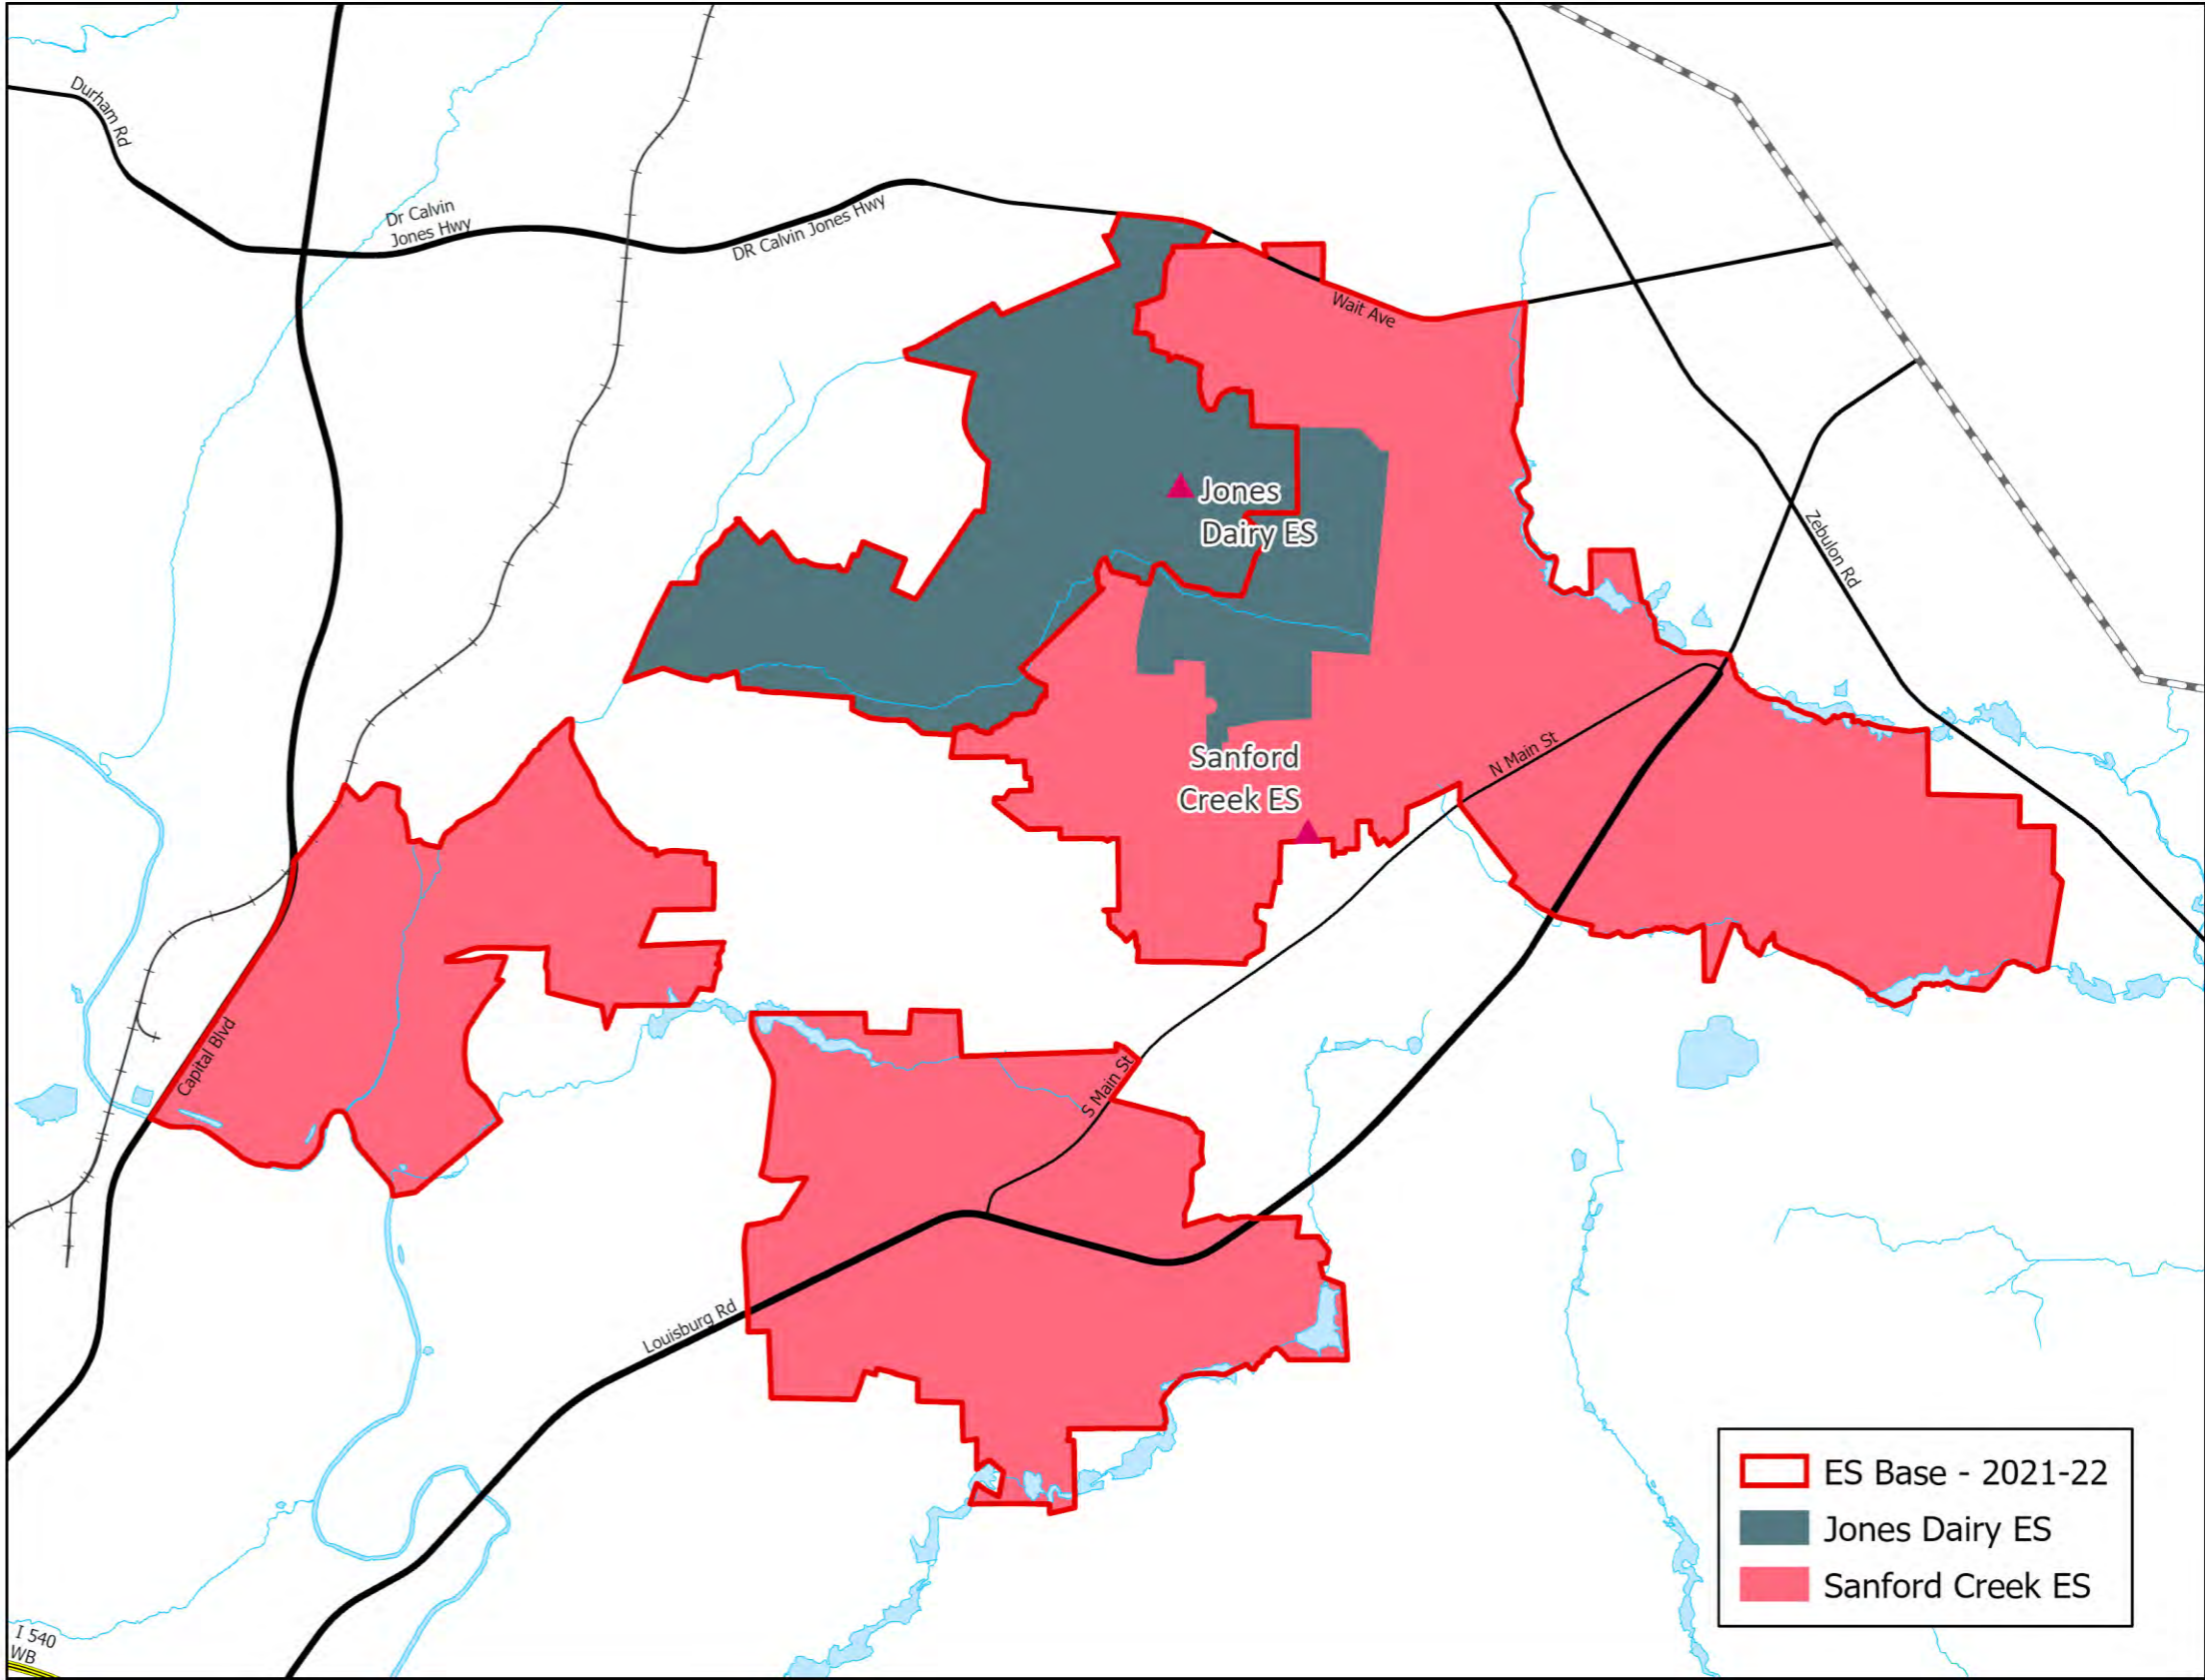 Durham Rd
Dr Calvin
Jones Hwy
DR Calvin Jones Hwy
Wait Ave
Jones
Dairy ES
Zebulon Rd
N Main St
Sanford
Creek ES
Capital Blvd
S Main St
Louisburg Rd
I 540
WB
ES Base - 2021-22
Jones Dairy ES
Sanford Creek ES